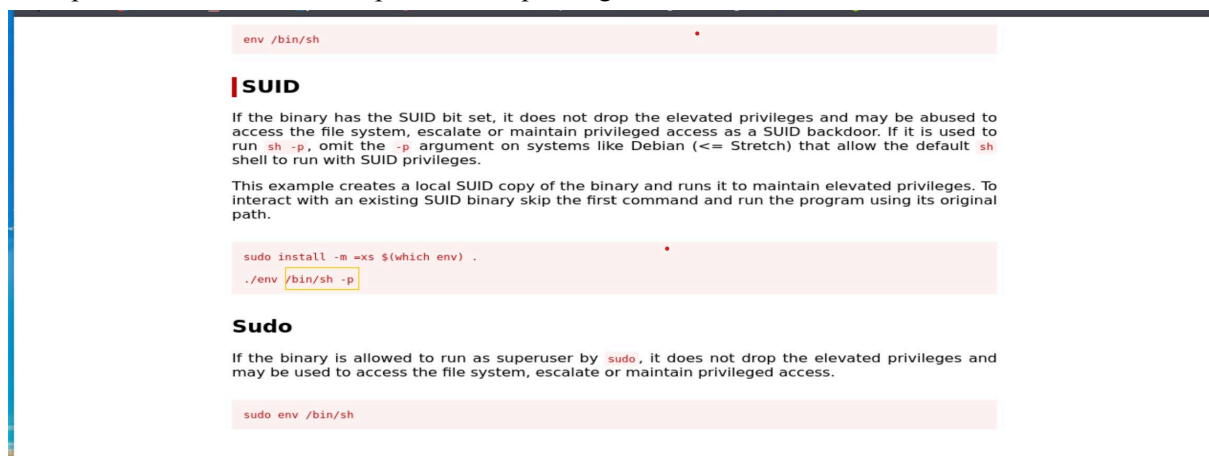 env /bin/sh
SUID
If the binary has the SUID bit set, it does not drop the elevated privileges and may be abused to
access the file system, escalate or maintain privileged access as a SUID backdoor. If it is used to
run sh -p, omit the -p argument on systems like Debian (<= Stretch) that allow the default sh
shell to run with SUID privileges.
This example creates a local SUID copy of the binary and runs it to maintain elevated privileges. To
interact with an existing SUID binary skip the first command and run the program using its original
path.
sudo install -m =xs $(which env) .
./env /bin/sh -p
Sudo
If the binary is allowed to run as superuser by sudo, it does not drop the elevated privileges and
may be used to access the file system, escalate or maintain privileged access.
sudo env /bin/sh